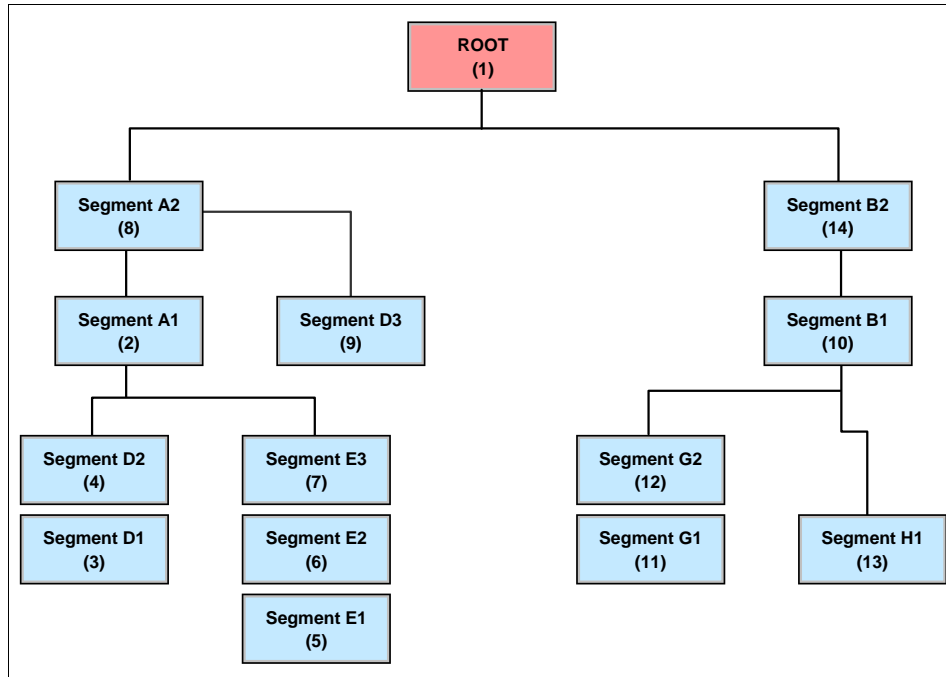 ROOT
(1)
Segment A2
(8)
Segment B2
(14)
Segment A1
(2)
Segment D3
(9)
Segment B1
(10)
Segment D2
(4)
Segment E3
(7)
Segment G2
(12)
Segment D1
(3)
Segment E2
(6)
Segment G1
(11)
Segment H1
(13)
Segment E1
(5)